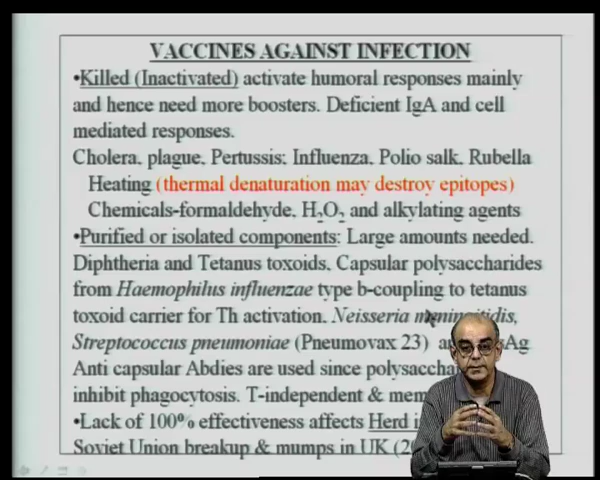 VACCINES AGAINST INFECTION
•Killed (Inactivated) activate humoral responses mainly
and hence need more boosters. Deficient IgA and cell
mediated responses.
Cholera, plague, Pertussis; Influenza, Polio salk, Rubella
Heating (thermal denaturation may destroy epitopes)
Chemicals-formaldehyde, H2O2 and alkylating agents
•Purified or isolated components: Large amounts needed.
Diphtheria and Tetanus toxoids, Capsular polysaccharides
from Haemophilus influenzae type b-coupling to tetanus
toxoid carrier for Th activation. Neisseria meningitidis,
Streptococcus pneumoniae (Pneumovax 23)
Anti capsular Abdies are used since
inhibit phagocytosis. T-independent &
•Lack of 100% effectiveness affects Herd
Soviet Union breakup & mumps in UK